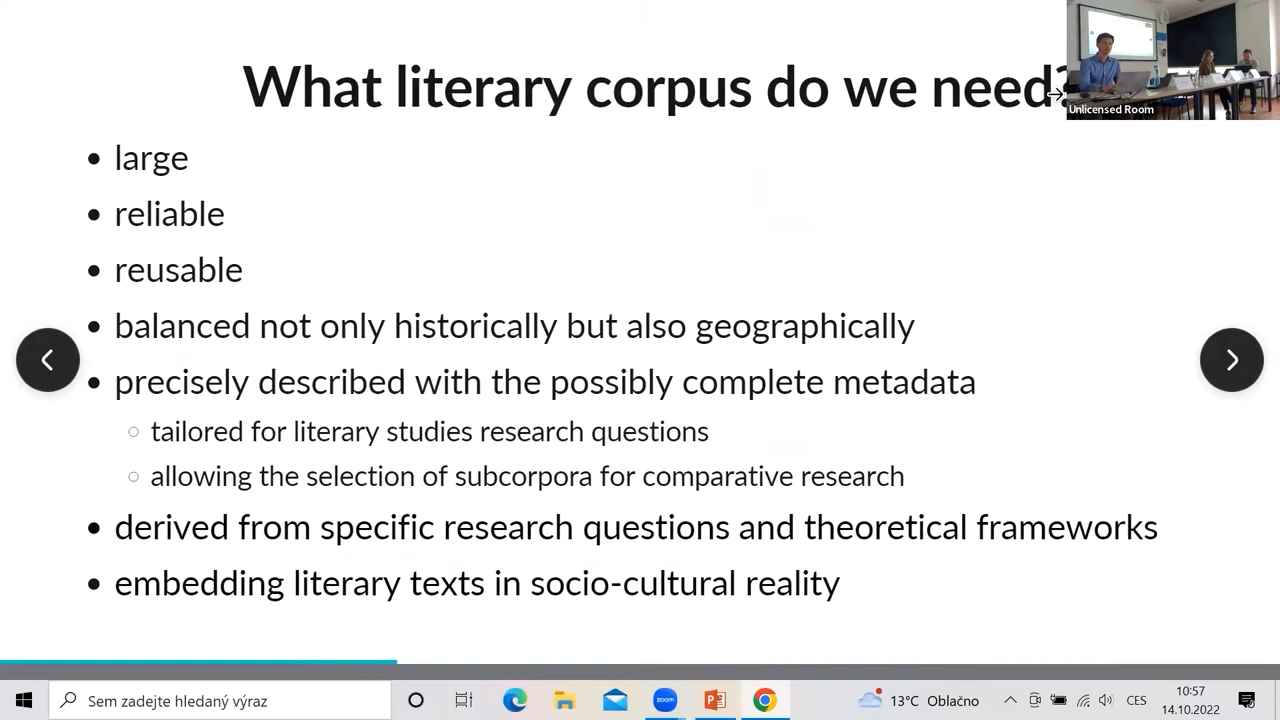 What literary corpus do we need?
Unlicensed Room
large
reliable
reusable
balanced not only historically but also geographically
precisely described with the possibly complete metadata
tailored for literary studies research questions
allowing the selection of subcorpora for comparative research
derived from specific research questions and theoretical frameworks
embedding literary texts in socio-cultural reality
Sem zadejte hledaný výraz
zoom
13°C Oblačno
CES
10:57
14.10.2022